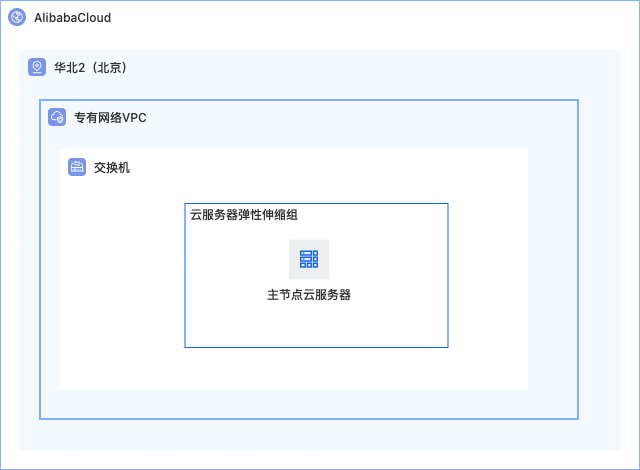 AlibabaCloud
华北2（北京）
专有网络VPC
交换机
云服务器弹性伸缩组
主节点云服务器